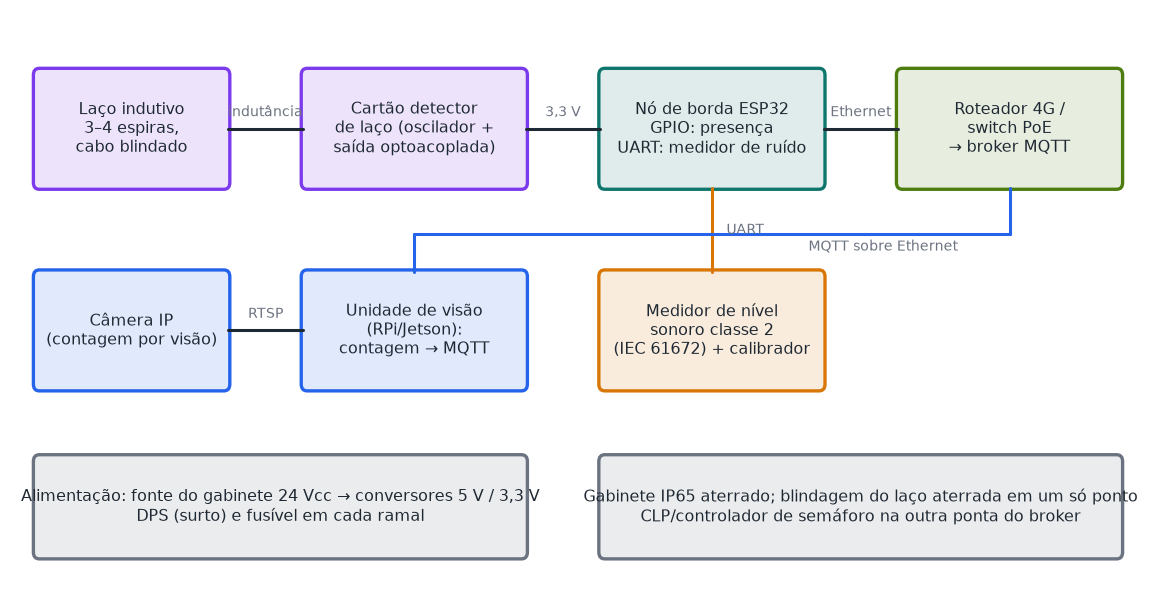 Laço indutivo
3–4 espiras,
cabo blindado
ndutância
Cartão detector
de laço (oscilador +
saída optoacoplada)
3,3 V
Nó de borda ESP32
GPIO: presença
UART: medidor de ruído
Ethernet
Roteador 4G /
switch PoE
→ broker MQTT
UART
MQTT sobre Ethernet
Câmera IP
(contagem por visão)
RTSP
Unidade de visão
(RPi/Jetson):
contagem → MQTT
Medidor de nível
sonoro classe 2
(IEC 61672) + calibrador
Alimentação: fonte do gabinete 24 Vcc → conversores 5 V / 3,3 V
DPS (surto) e fusível em cada ramal
Gabinete IP65 aterrado; blindagem do laço aterrada em um só ponto
CLP/controlador de semáforo na outra ponta do broker